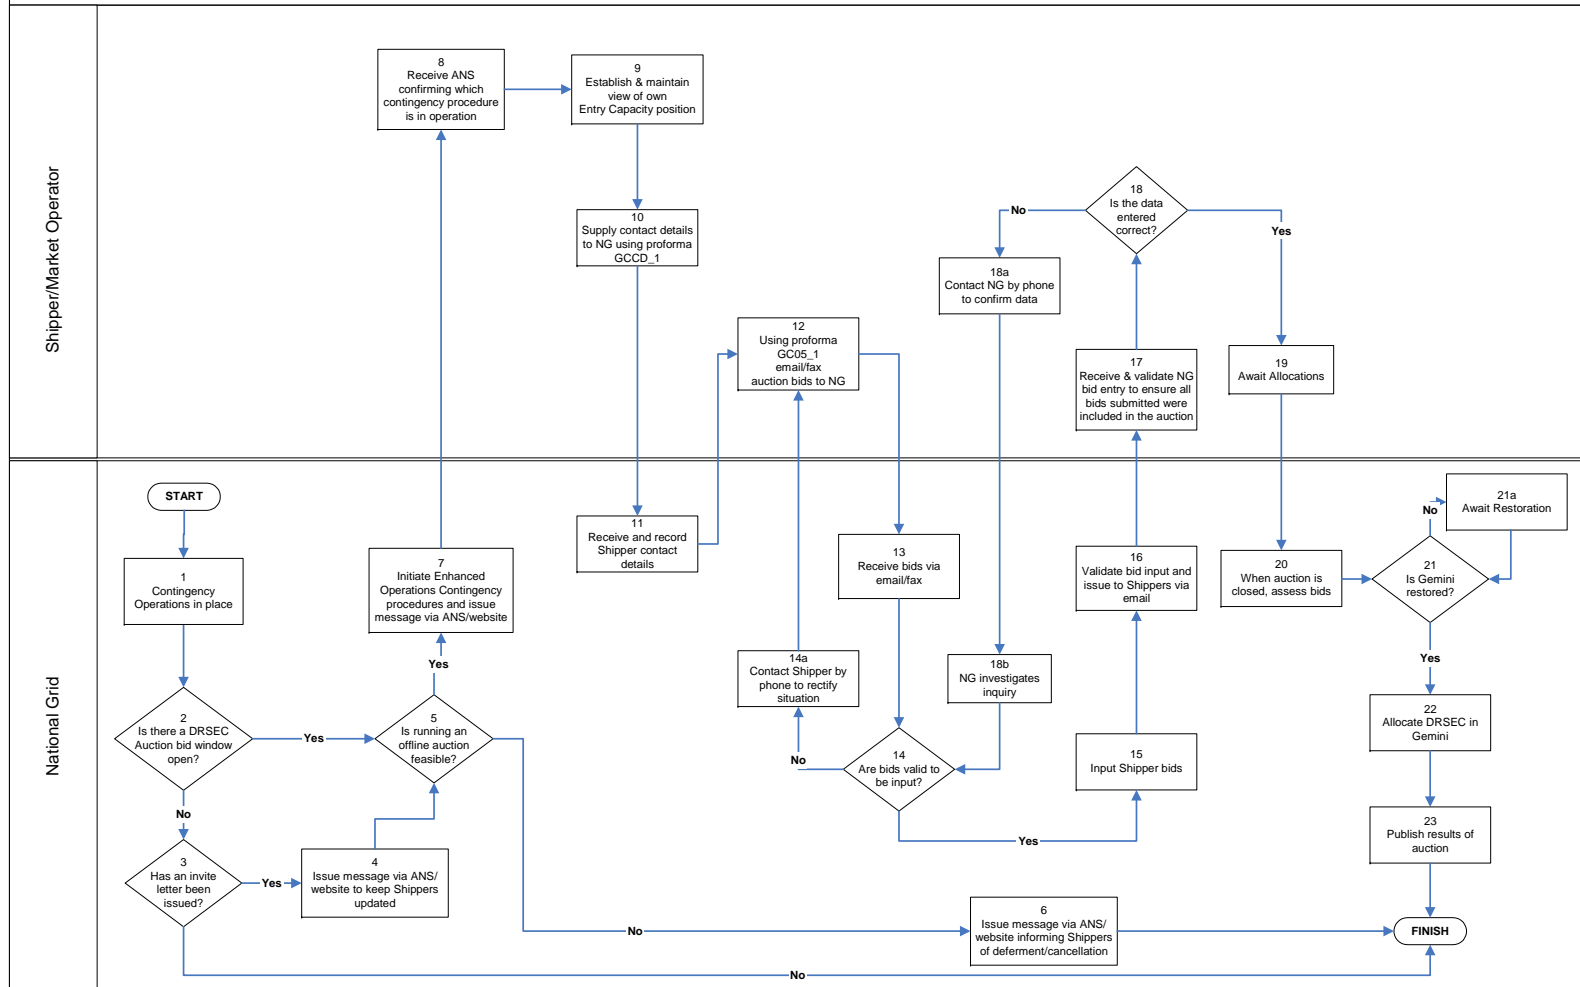 Shipper/Market Operator
8
Receive ANS
confirming which
contingency procedure
is in operation
9
Establish & maintain
view of own
Entry Capacity position
10
Supply contact details
to NG using proforma
GCCD_1
12
Using proforma
GC05_1
email/fax
auction bids to NG
18
Is the data
entered
correct?
No
Yes
18a
Contact NG by phone
to confirm data
17
Receive & validate NG
bid entry to ensure all
bids submitted were
included in the auction
19
Await Allocations
National Grid
START
1
Contingency
Operations in place
2
Is there a DRSEC
Auction bid window
open?
Yes
No
3
Has an invite
letter been
issued?
Yes
No
4
Issue message via ANS/
website to keep Shippers
updated
5
Is running an
offline auction
feasible?
Yes
No
7
Initiate Enhanced
Operations Contingency
procedures and issue
message via ANS/website
6
Issue message via ANS/
website informing Shippers
of deferment/cancellation
11
Receive and record
Shipper contact
details
13
Receive bids via
email/fax
14a
Contact Shipper by
phone to rectify
situation
14
Are bids valid to
be input?
No
Yes
18b
NG investigates
inquiry
15
Input Shipper bids
16
Validate bid input and
issue to Shippers via
email
20
When auction is
closed, assess bids
21
Is Gemini
restored?
No
Yes
21a
Await Restoration
22
Allocate DRSEC in
Gemini
23
Publish results of
auction
FINISH